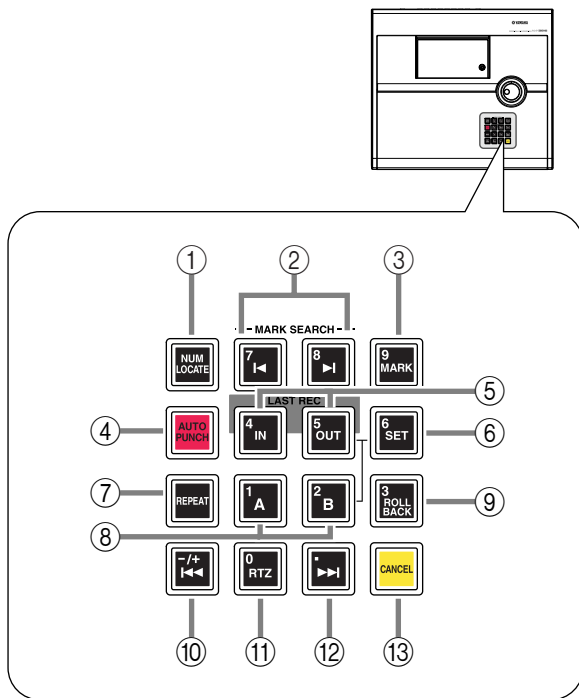 YAMAHA
① ② ③
- MARK SEARCH -
NUM LOCATE
7
8
9 MARK
LAST REC
⑤
④
AUTO PUNCH
4 IN
5 OUT
6 SET
⑥
⑦
REPEAT
1 A
2 B
3 ROLL BACK
⑨
⑧
-/+
0 RTZ
.
CANCEL
⑩ ⑪ ⑫ ⑬